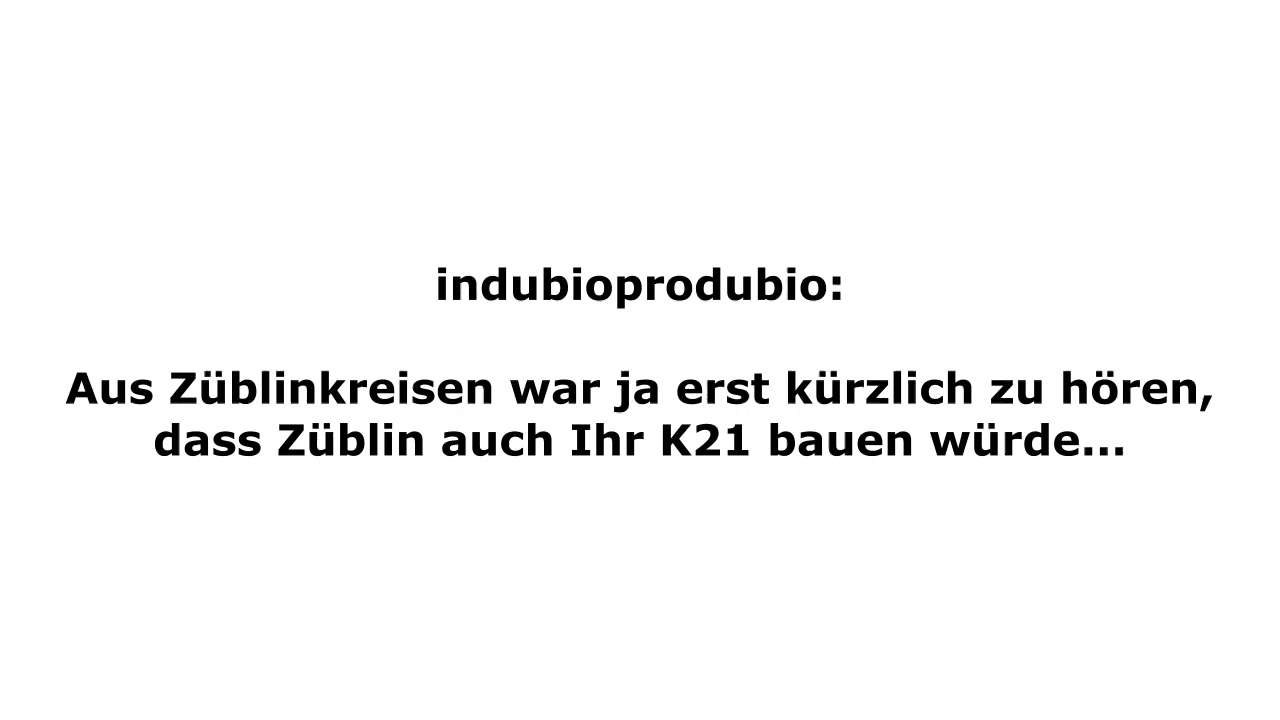 indubioprodubio:
Aus Züblinkreisen war ja erst kürzlich zu hören,
dass Züblin auch Ihr K21 bauen würde...